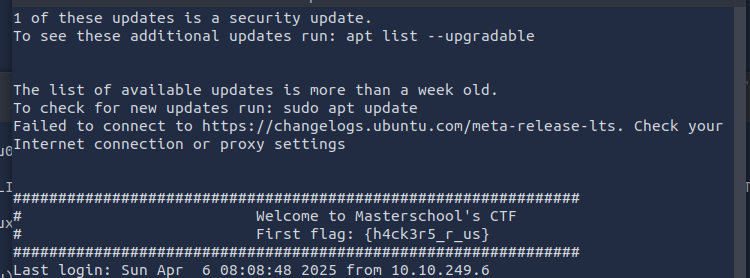 1 of these updates is a security update.
To see these additional updates run: apt list --upgradable
The list of available updates is more than a week old.
To check for new updates run: sudo apt update
Failed to connect to https://changelogs.ubuntu.com/meta-release-lts. Check your
Internet connection or proxy settings
###############################################################
# Welcome to Masterschool's CTF
# First flag: {h4ck3r5_r_us}
###############################################################
Last login: Sun Apr  6 08:08:48 2025 from 10.10.249.6